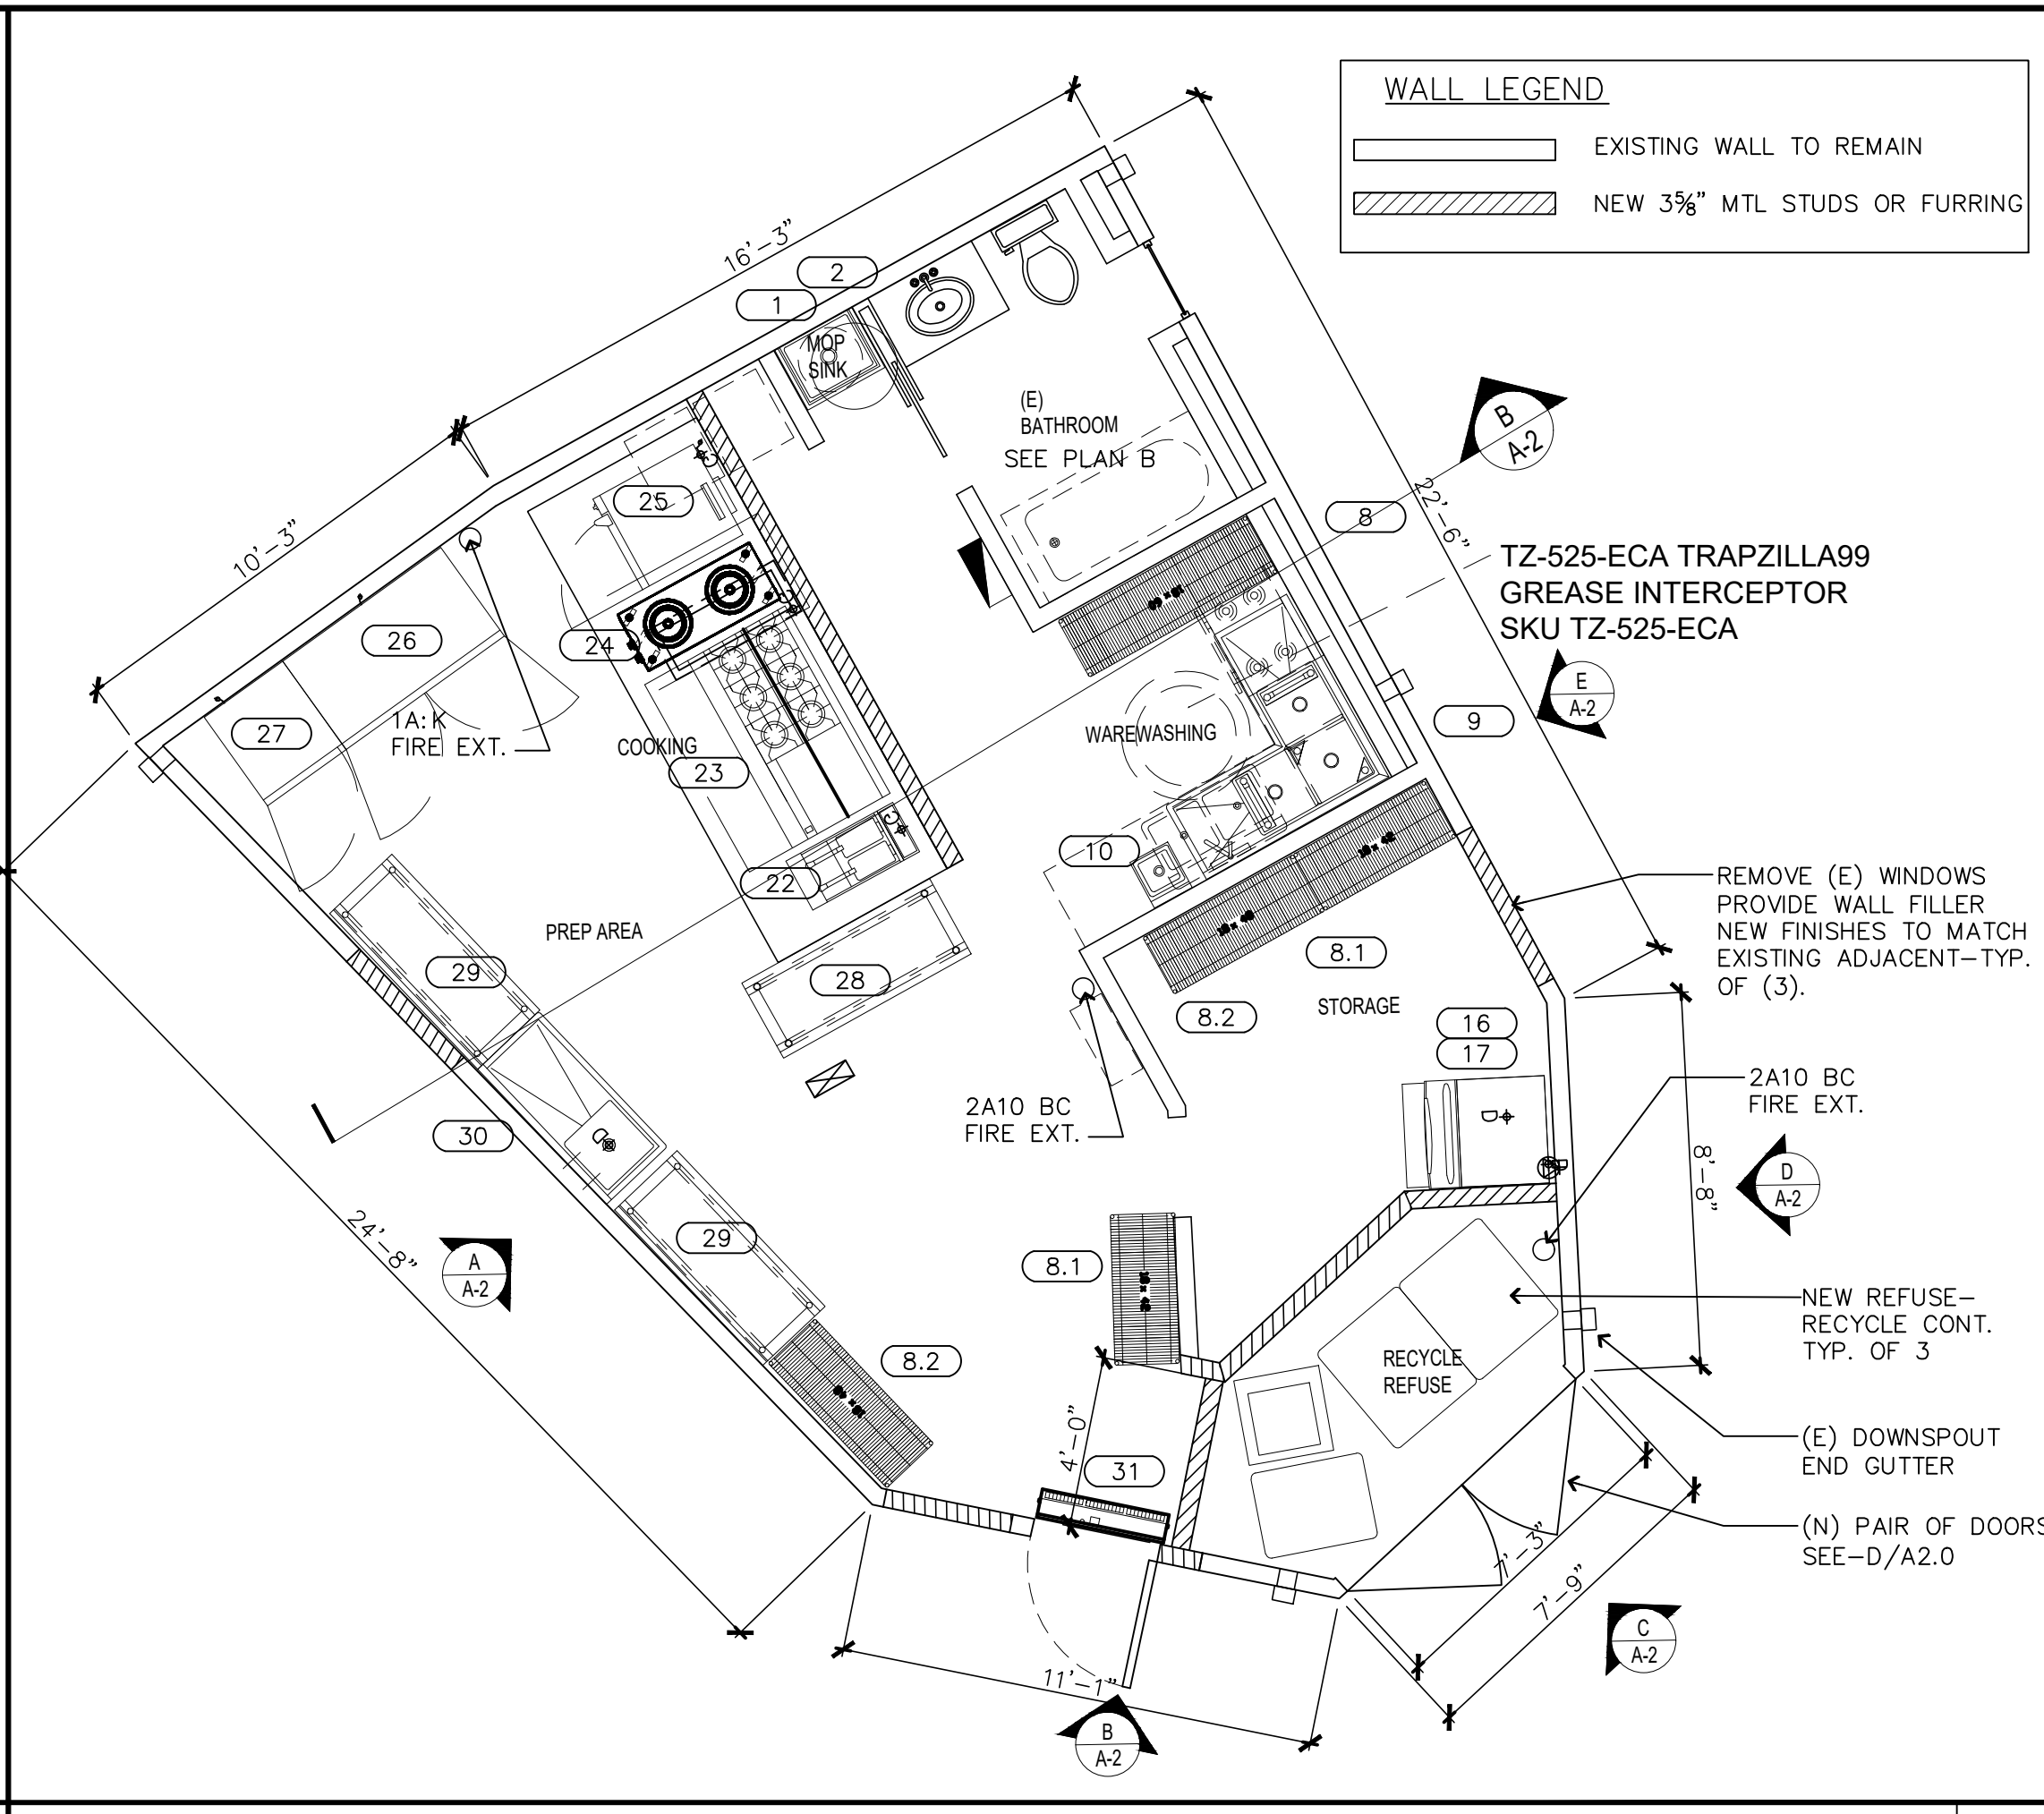 WALL LEGEND
EXISTING WALL TO REMAIN
NEW 3⅝" MTL STUDS OR FURRING
16'-3"
2
1
MOP
SINK
(E)
BATHROOM
SEE PLAN B
B
A-2
22'-6"
8
TZ-525-ECA TRAPZILLA99
GREASE INTERCEPTOR
SKU TZ-525-ECA
E
A-2
9
10'-3"
25
26
24
27
1A:K
FIRE EXT.
COOKING
23
WAREWASHING
10
22
PREP AREA
29
28
8.1
8.2
STORAGE
16
17
REMOVE (E) WINDOWS
PROVIDE WALL FILLER
NEW FINISHES TO MATCH
EXISTING ADJACENT-TYP.
OF (3).
2A10 BC
FIRE EXT.
2A10 BC
FIRE EXT.
30
8'-8"
D
A-2
24'-8"
A
A-2
29
8.1
8.2
4'-0"
31
RECYCLE
REFUSE
NEW REFUSE-
RECYCLE CONT.
TYP. OF 3
(E) DOWNSPOUT
END GUTTER
(N) PAIR OF DOORS
SEE-D/A2.0
7'-3"
7'-9"
C
A-2
11'-1"
B
A-2